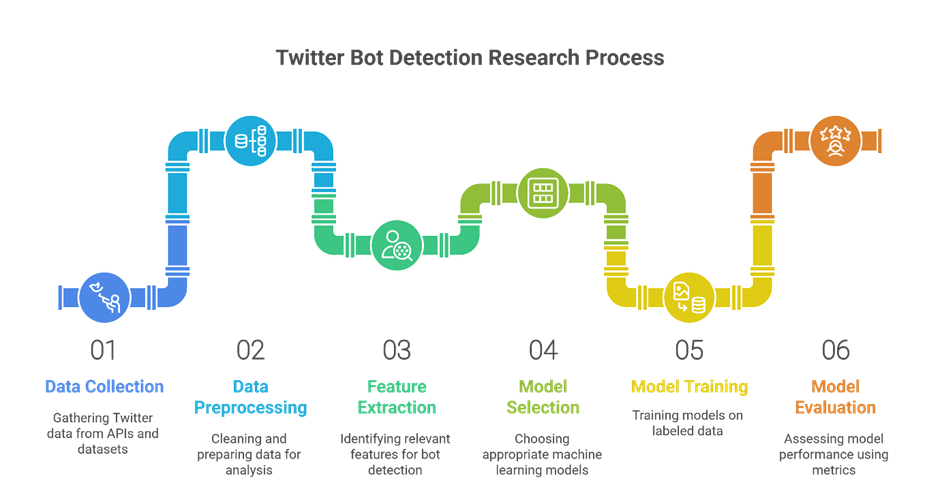 Twitter Bot Detection Research Process
01
Data Collection
Gathering Twitter
data from APIs and
datasets
02
Data
Preprocessing
Cleaning and
preparing data for
analysis
03
Feature
Extraction
Identifying relevant
features for bot
detection
04
Model
Selection
Choosing
appropriate machine
learning models
05
Model Training
Training models on
labeled data
06
Model
Evaluation
Assessing model
performance using
metrics